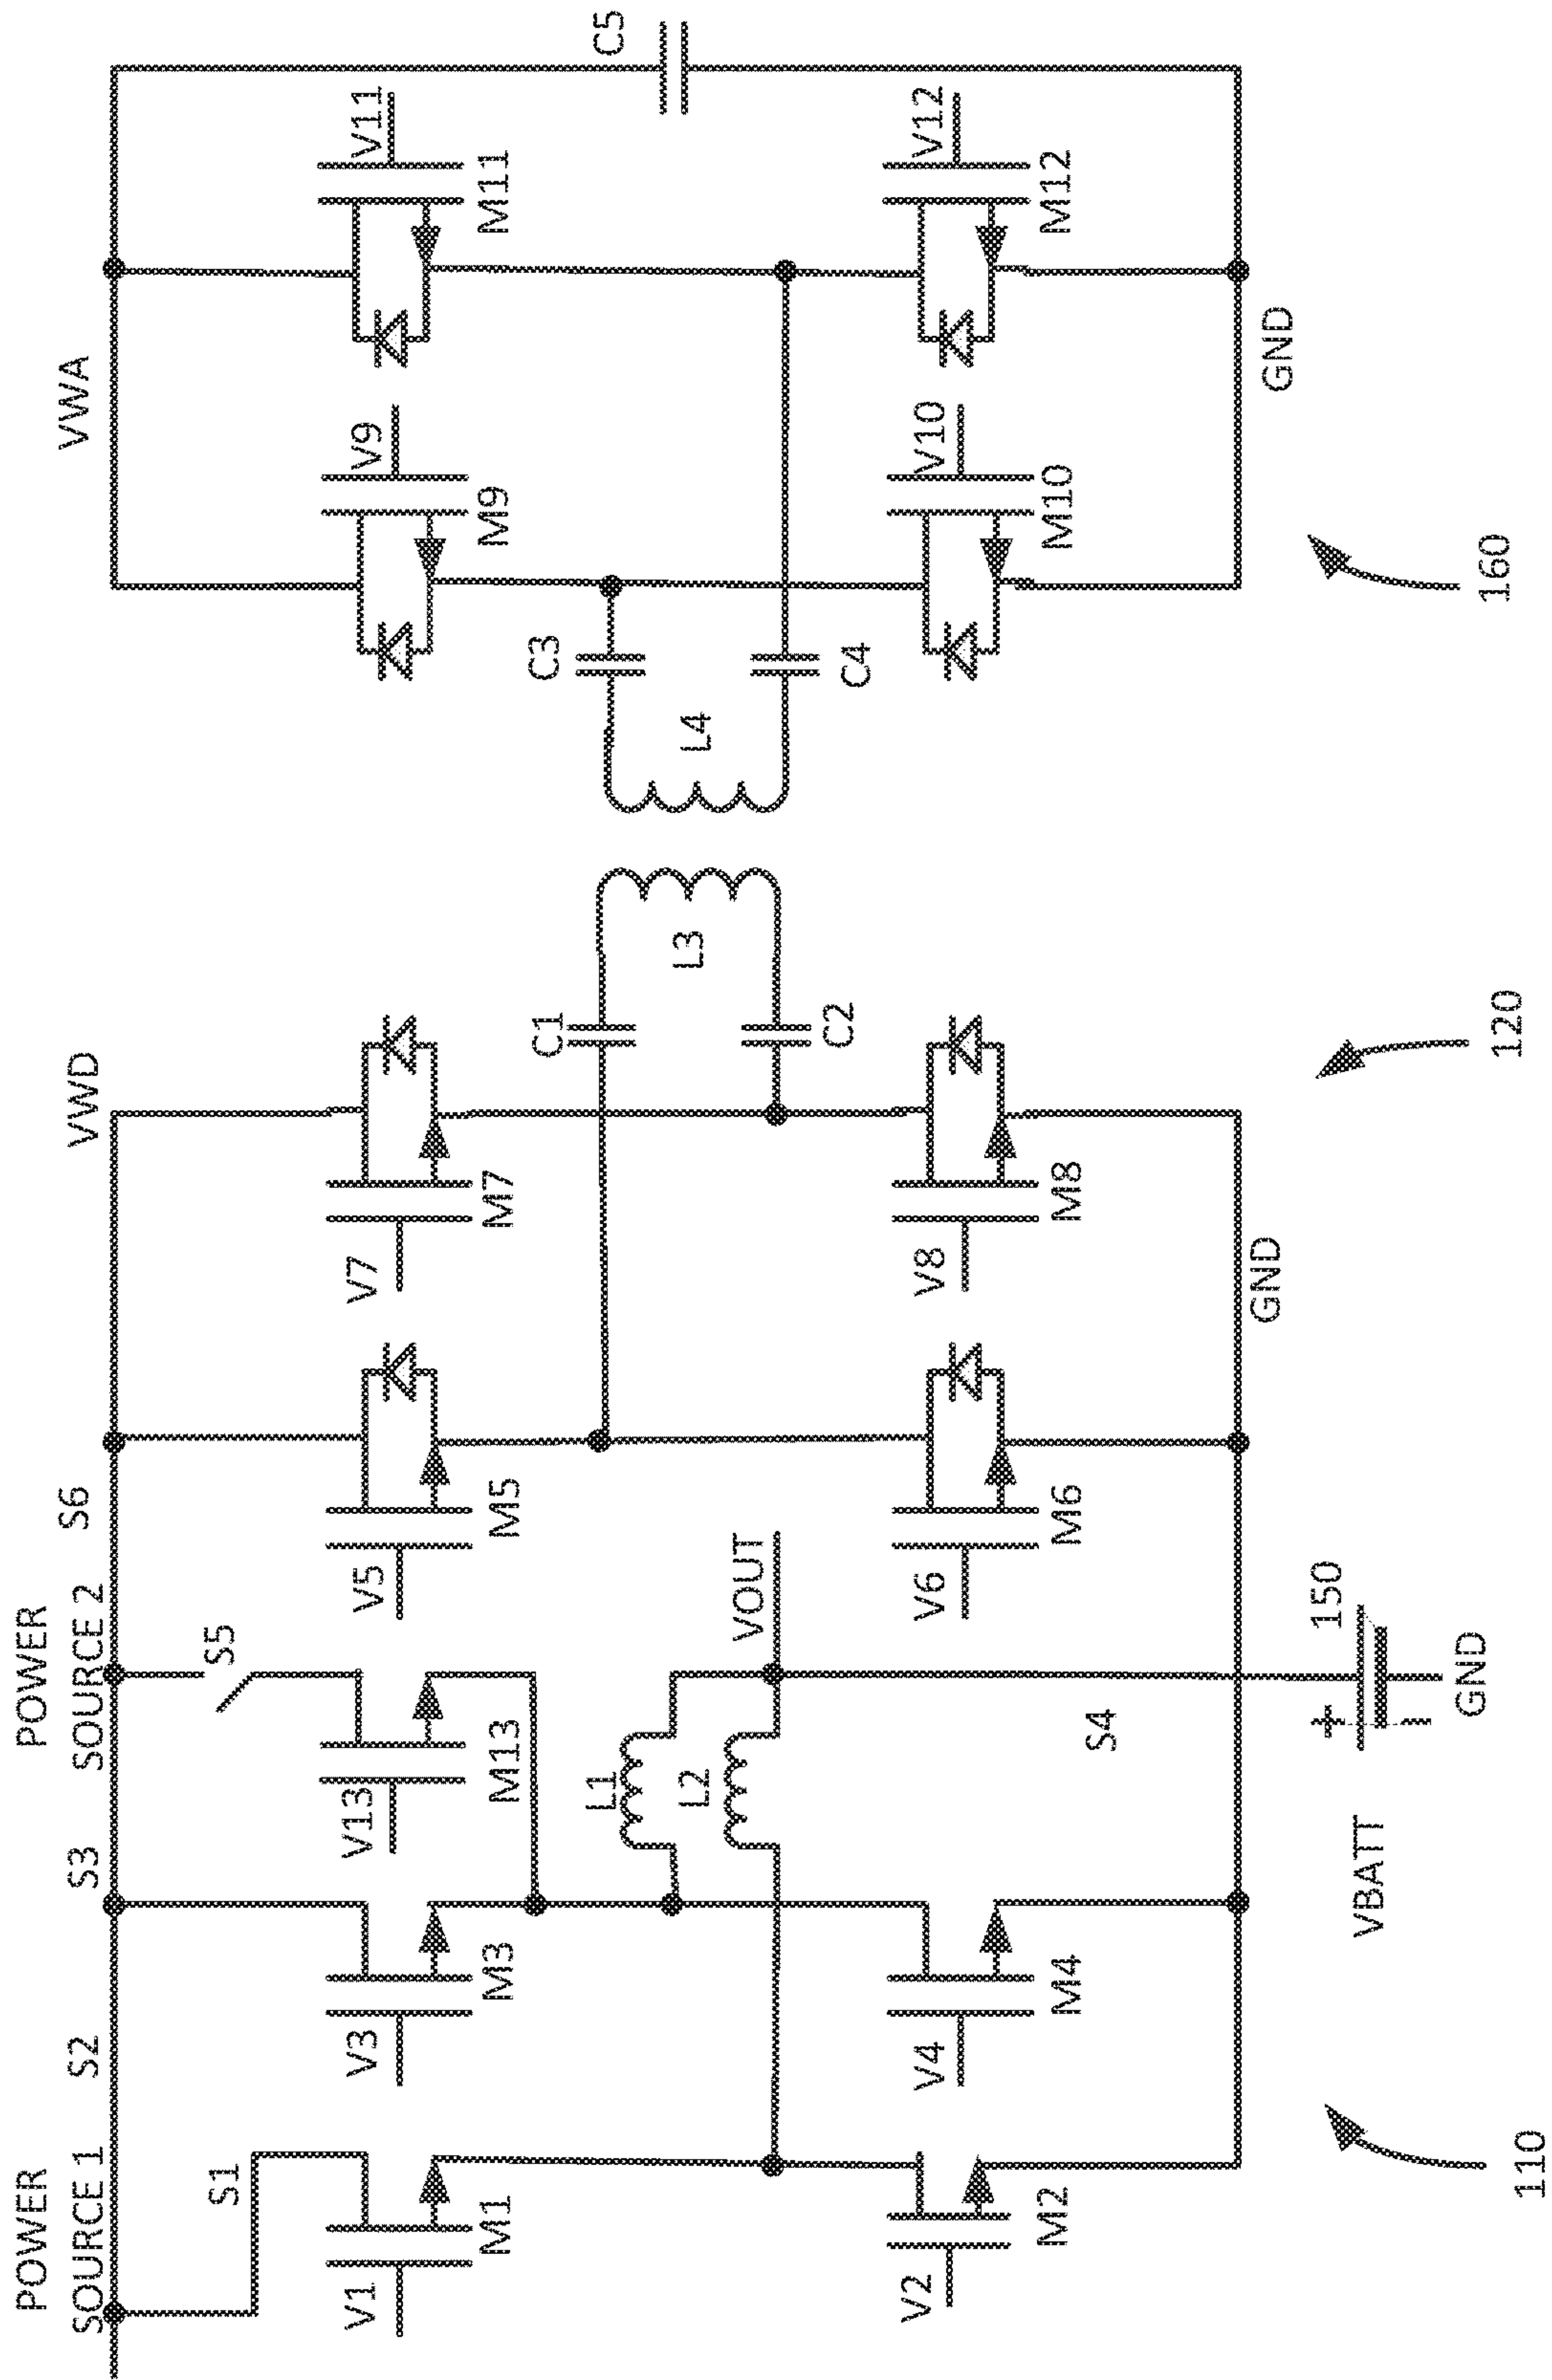 POWER
SOURCE 1
S2
S3
POWER
SOURCE 2
S6
VWD
VWA
S1
S5
V1
M1
V3
M3
V13
M13
V5
M5
V7
M7
V9
M9
V11
M11
L1
L2
VOUT
C1
C2
L3
L4
C3
C4
C5
V2
M2
V4
M4
S4
V6
M6
V8
M8
V10
M10
V12
M12
GND
GND
VBATT
+
-
150
GND
110
120
160